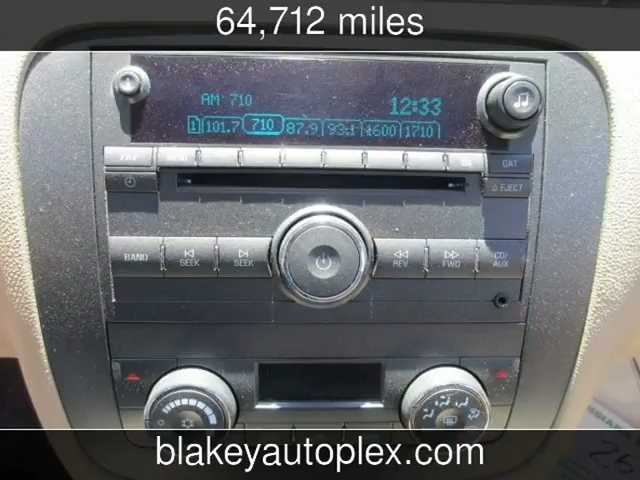 64,712 miles
AM 710 12:33
1 101.7 710 87.9 93.1 1600 1710
FAV CAT
EJECT
BAND SEEK SEEK REV FWD CD/
AUX
blakeyautoplex.com